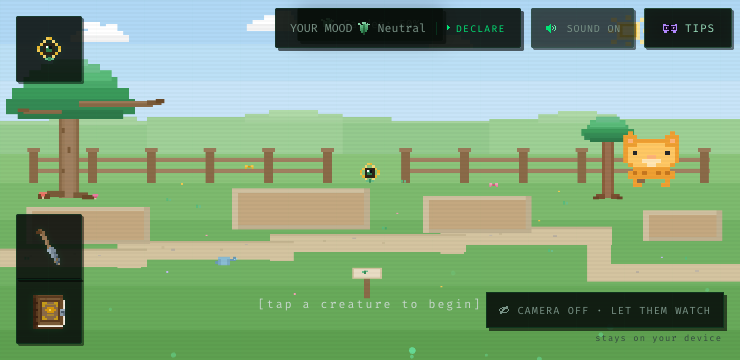 YOUR MOOD Neutral DECLARE
SOUND ON
TIPS
[tap a creature to begin]
CAMERA OFF · LET THEM WATCH
stays on your device